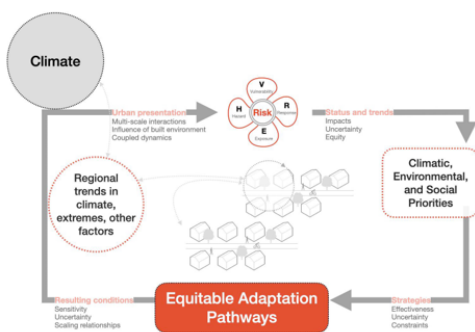 Climate
Urban presentation
Multi-scale interactions
Influence of built environment
Coupled dynamics
V
Vulnerability
H
Hazard
Risk
R
Response
E
Exposure
Status and trends
Impacts
Uncertainty
Equity
Regional
trends in
climate,
extremes, other
factors
Climatic,
Environmental,
and Social
Priorities
Resulting conditions
Sensitivity
Uncertainty
Scaling relationships
Equitable Adaptation
Pathways
Strategies
Effectiveness
Uncertainty
Constraints